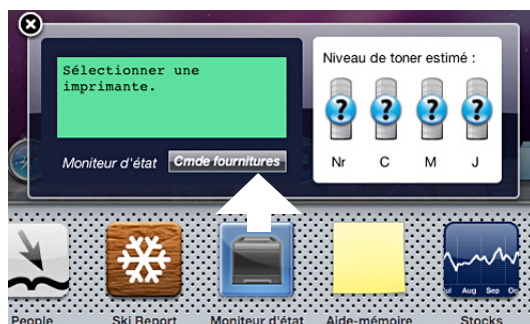 Sélectionner une
imprimante.
Niveau de toner estimé :
? ? ? ?
Nr C M J
Moniteur d'état Cmde fournitures
Jul Aug Sep Oc
People Ski Report Moniteur d'état Aide-mémoire Stocks